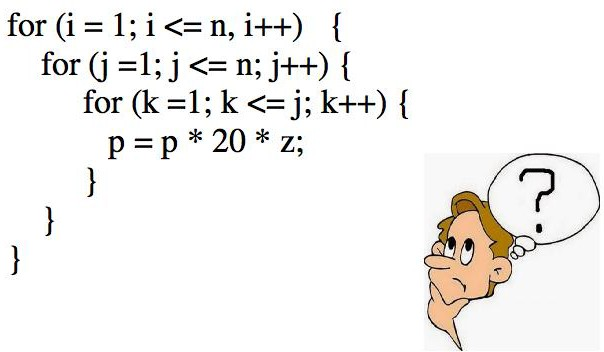 for (i = 1; i <= n, i++) {
for (j =1; j <= n; j++) {
for (k =1; k <= j; k++) {
p = p * 20 * z;
}
}
}
?